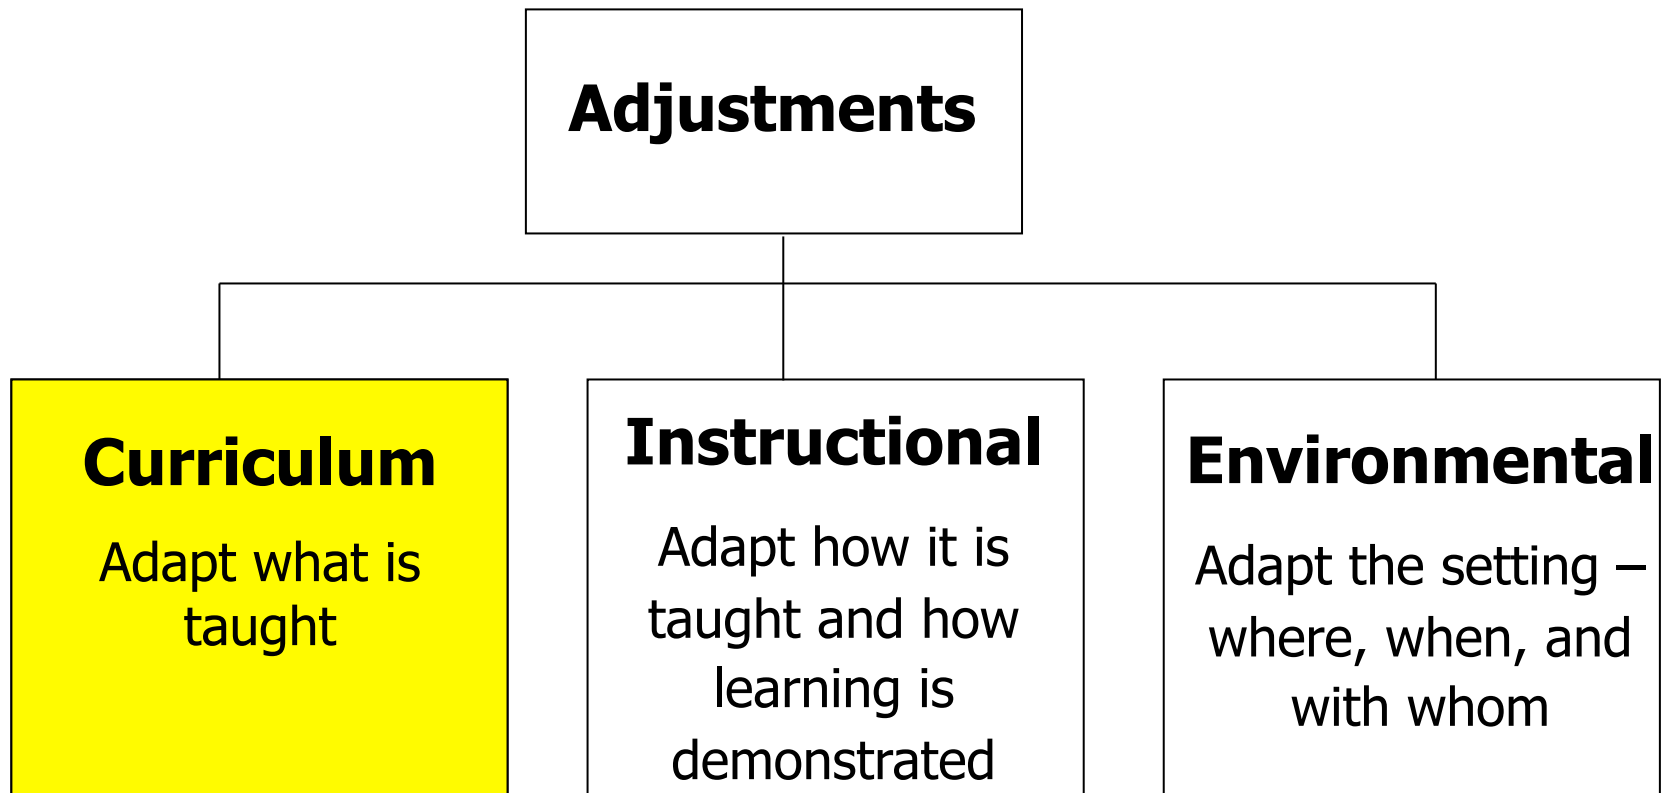 Adjustments
Curriculum
Adapt what is
taught
Instructional
Adapt how it is
taught and how
learning is
demonstrated
Environmental
Adapt the setting –
where, when, and
with whom